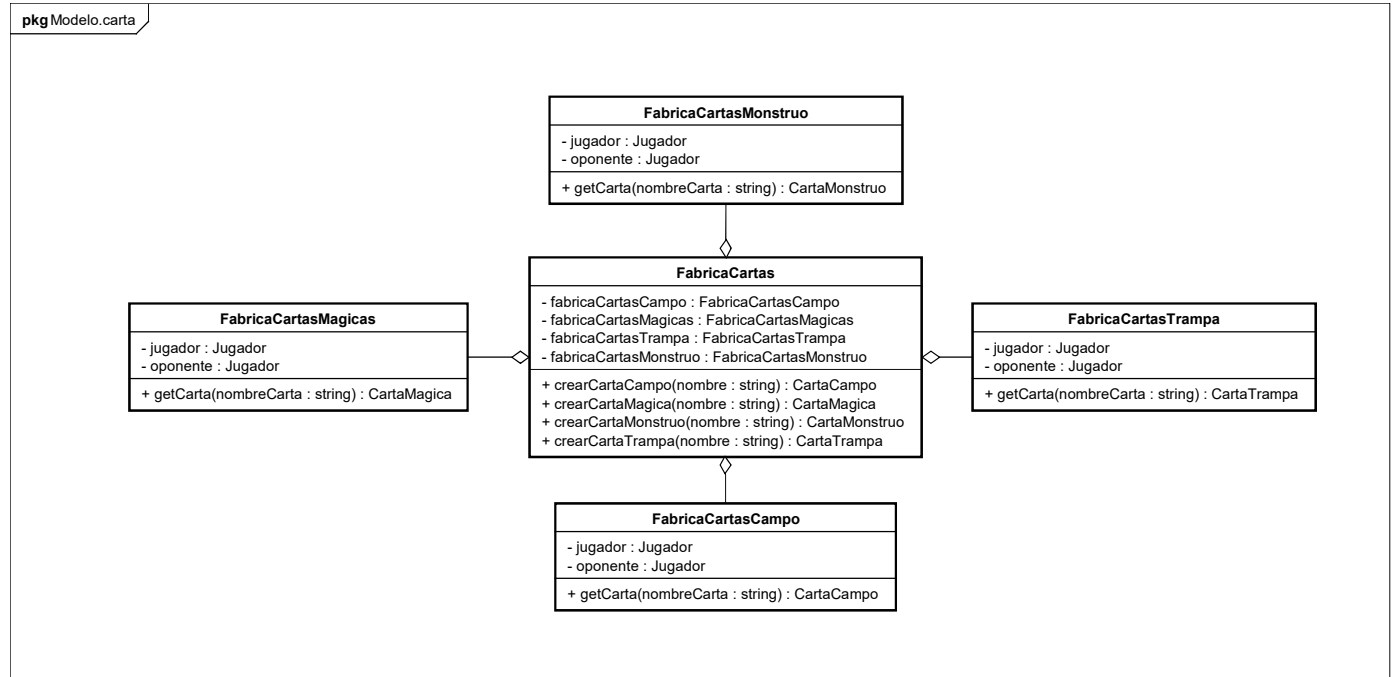 pkg Modelo.carta
FabricaCartasMonstruo
- jugador : Jugador
- oponente : Jugador
+ getCarta(nombreCarta : string) : CartaMonstruo
FabricaCartas
- fabricaCartasCampo : FabricaCartasCampo
- fabricaCartasMagicas : FabricaCartasMagicas
- fabricaCartasTrampa : FabricaCartasTrampa
- fabricaCartasMonstruo : FabricaCartasMonstruo
+ crearCartaCampo(nombre : string) : CartaCampo
+ crearCartaMagica(nombre : string) : CartaMagica
+ crearCartaMonstruo(nombre : string) : CartaMonstruo
+ crearCartaTrampa(nombre : string) : CartaTrampa
FabricaCartasMagicas
- jugador : Jugador
- oponente : Jugador
+ getCarta(nombreCarta : string) : CartaMagica
FabricaCartasTrampa
- jugador : Jugador
- oponente : Jugador
+ getCarta(nombreCarta : string) : CartaTrampa
FabricaCartasCampo
- jugador : Jugador
- oponente : Jugador
+ getCarta(nombreCarta : string) : CartaCampo